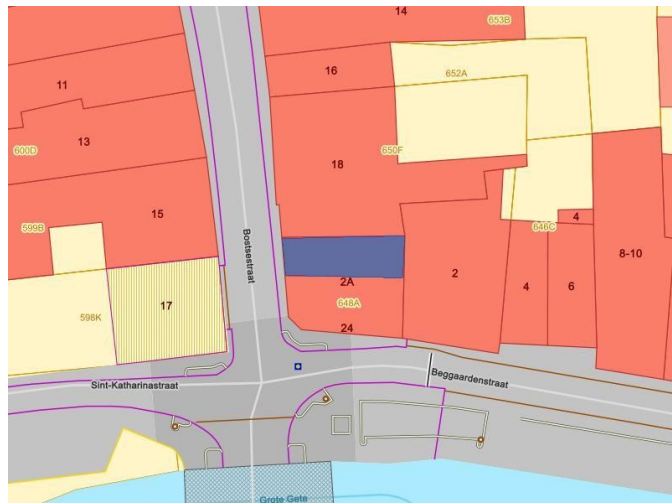 14
653B
16
652A
11
600D
13
18
650F
15
599B
4
646C
8-10
Bostsestraat
2
4
6
17
598K
2A
648A
24
Sint-Katharinastraat
Beggaardenstraat
Grote Gete